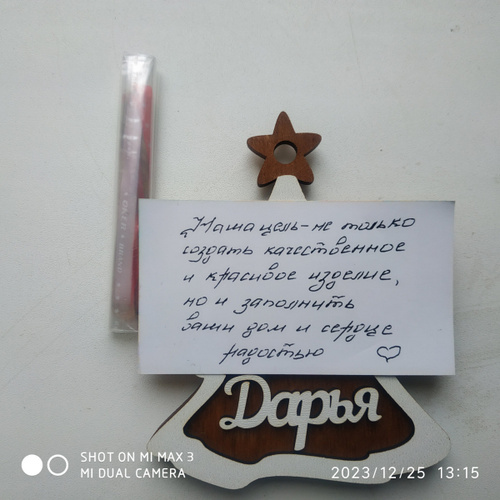 Наша цель - не только
создать качественное
и красивое изделие,
но и заполнить
ваши дом и сердце
радостью
Дарья
SHOT ON MI MAX 3
MI DUAL CAMERA
2023/12/25 13:15